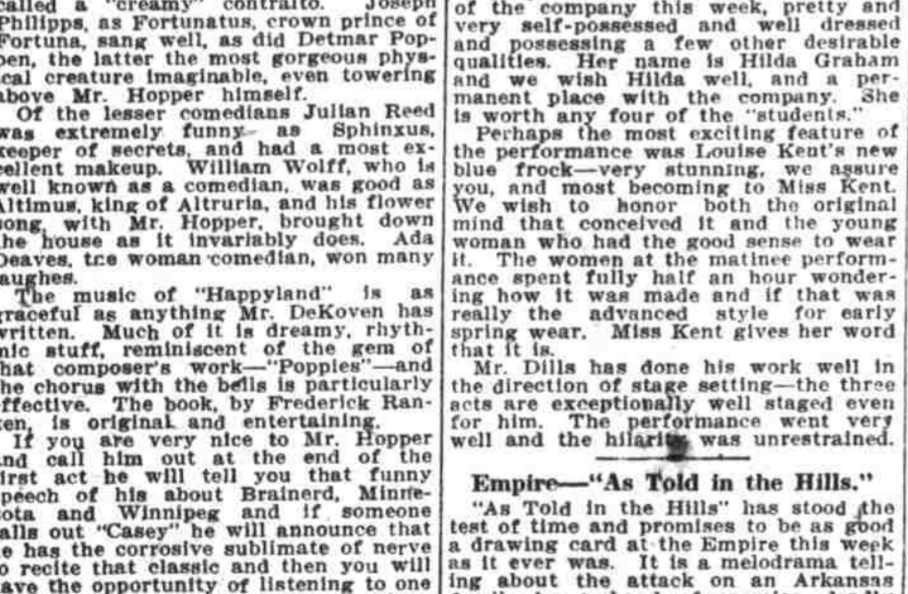 called a "creamy" contralto. Joseph
Philipps, as Fortunatus, crown prince of
Fortuna, sang well, as did Detmar Pop-
pen, the latter the most gorgeous phys-
ical creature imaginable, even towering
above Mr. Hopper himself.
Of the lesser comedians Julian Reed
was extremely funny as Sphinxus,
keeper of secrets, and had a most ex-
cellent makeup. William Wolff, who is
well known as a comedian, was good as
Altimus, king of Altruria, and his flower
song, with Mr. Hopper, brought down
the house as it invariably does. Ada
Deaves, tce woman comedian, won many
laughes.
The music of "Happyland" is as
graceful as anything Mr. DeKoven has
written. Much of it is dreamy, rhyth-
mic stuff, reminiscent of the gem of
that composer's work—"Poppies"—and
the chorus with the bells is particularly
effective. The book, by Frederick Ran-
ken, is original and entertaining.
If you are very nice to Mr. Hopper
and call him out at the end of the
first act he will tell you that funny
speech of his about Brainerd, Minne-
sota and Winnipeg and if someone
calls out "Casey" he will announce that
he has the corrosive sublimate of nerve
to recite that classic and then you will
have the opportunity of listening to one
of the company this week, pretty and
very self-possessed and well dressed
and possessing a few other desirable
qualities. Her name is Hilda Graham
and we wish Hilda well, and a per-
manent place with the company. She
is worth any four of the "students."
Perhaps the most exciting feature of
the performance was Louise Kent's new
blue frock—very stunning, we assure
you, and most becoming to Miss Kent.
We wish to honor both the original
mind that conceived it and the young
woman who had the good sense to wear
it. The women at the matinee perform-
ance spent fully half an hour wonder-
ing how it was made and if that was
really the advanced style for early
spring wear. Miss Kent gives her word
that it is.
Mr. Dills has done his work well in
the direction of stage setting—the three
acts are exceptionally well staged even
for him. The performance went very
well and the hilarity was unrestrained.
Empire—"As Told in the Hills."
"As Told in the Hills" has stood the
test of time and promises to be as good
a drawing card at the Empire this week
as it ever was. It is a melodrama tell-
ing about the attack on an Arkansas